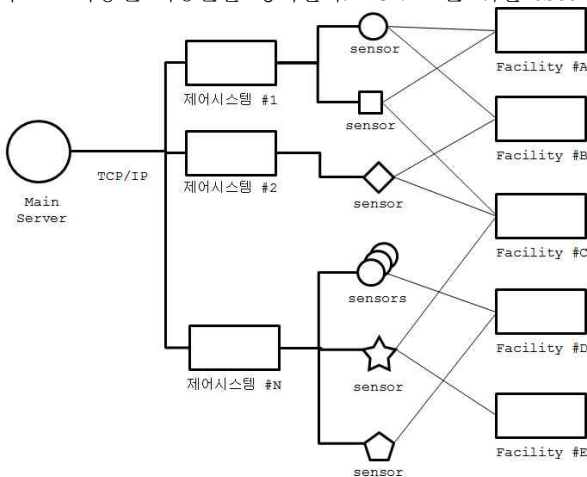 sensor
Facility #A
제어시스템 #1
sensor
Facility #B
TCP/IP
제어시스템 #2
sensor
Main
Server
Facility #C
sensors
Facility #D
제어시스템 #N
sensor
Facility #E
sensor